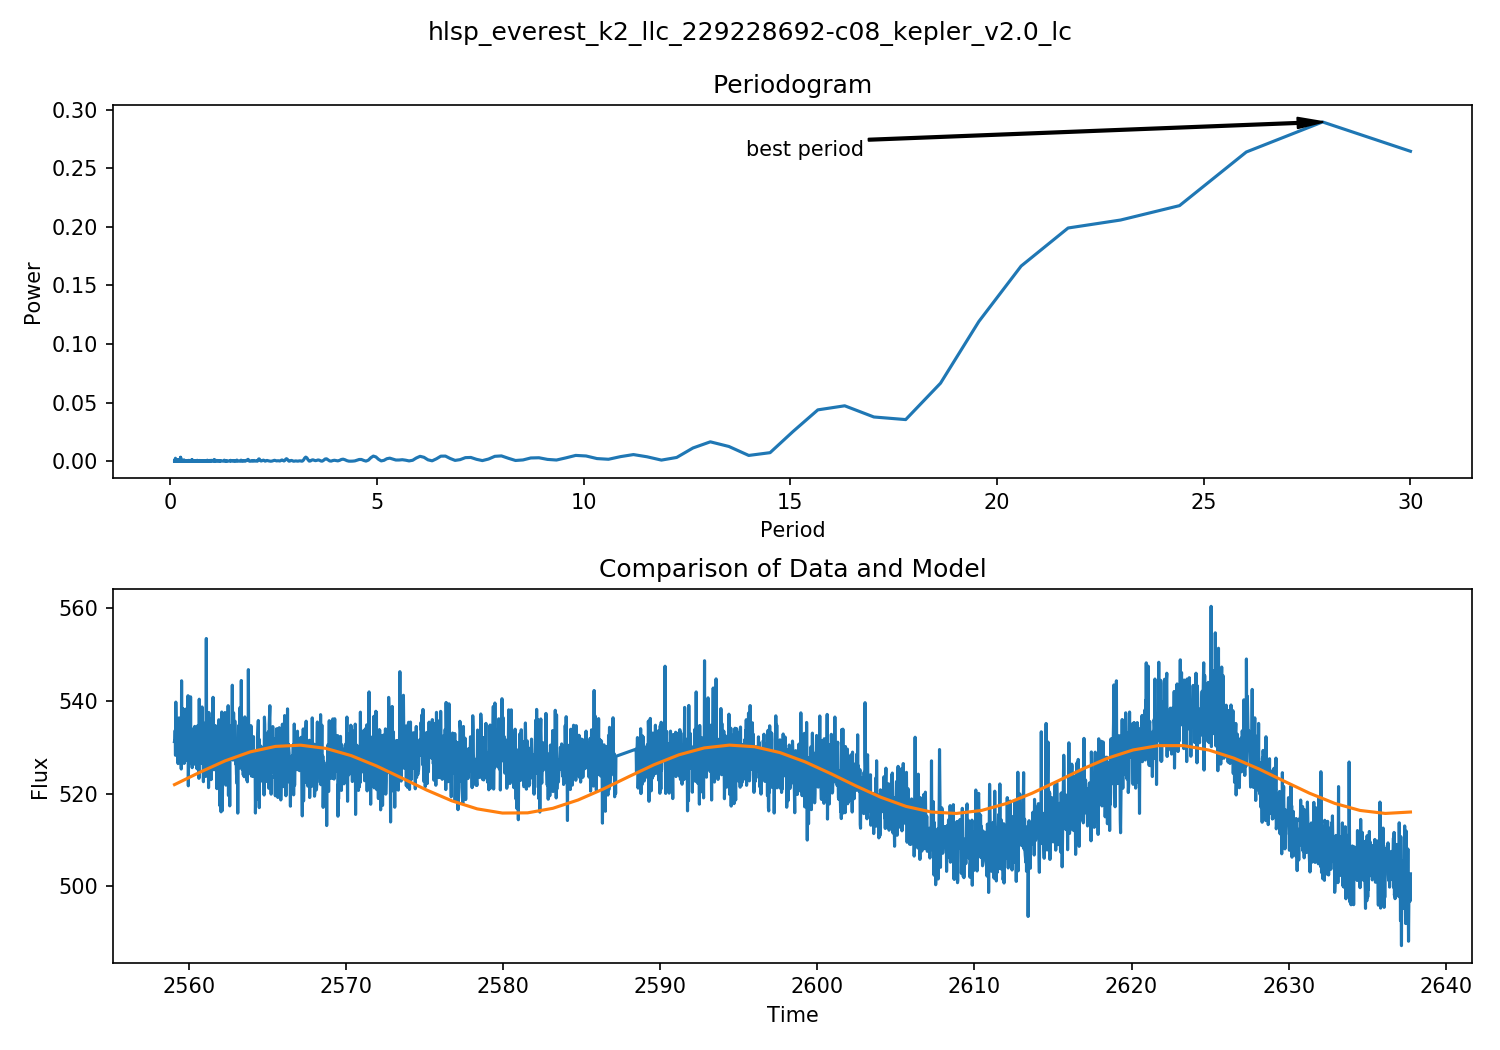 hlsp_everest_k2_llc_229228692-c08_kepler_v2.0_lc
Periodogram
0.30
0.25
0.20
0.15
0.10
0.05
0.00
Power
best period
0 5 10 15 20 25 30
Period
Comparison of Data and Model
560
540
520
500
Flux
2560 2570 2580 2590 2600 2610 2620 2630 2640
Time